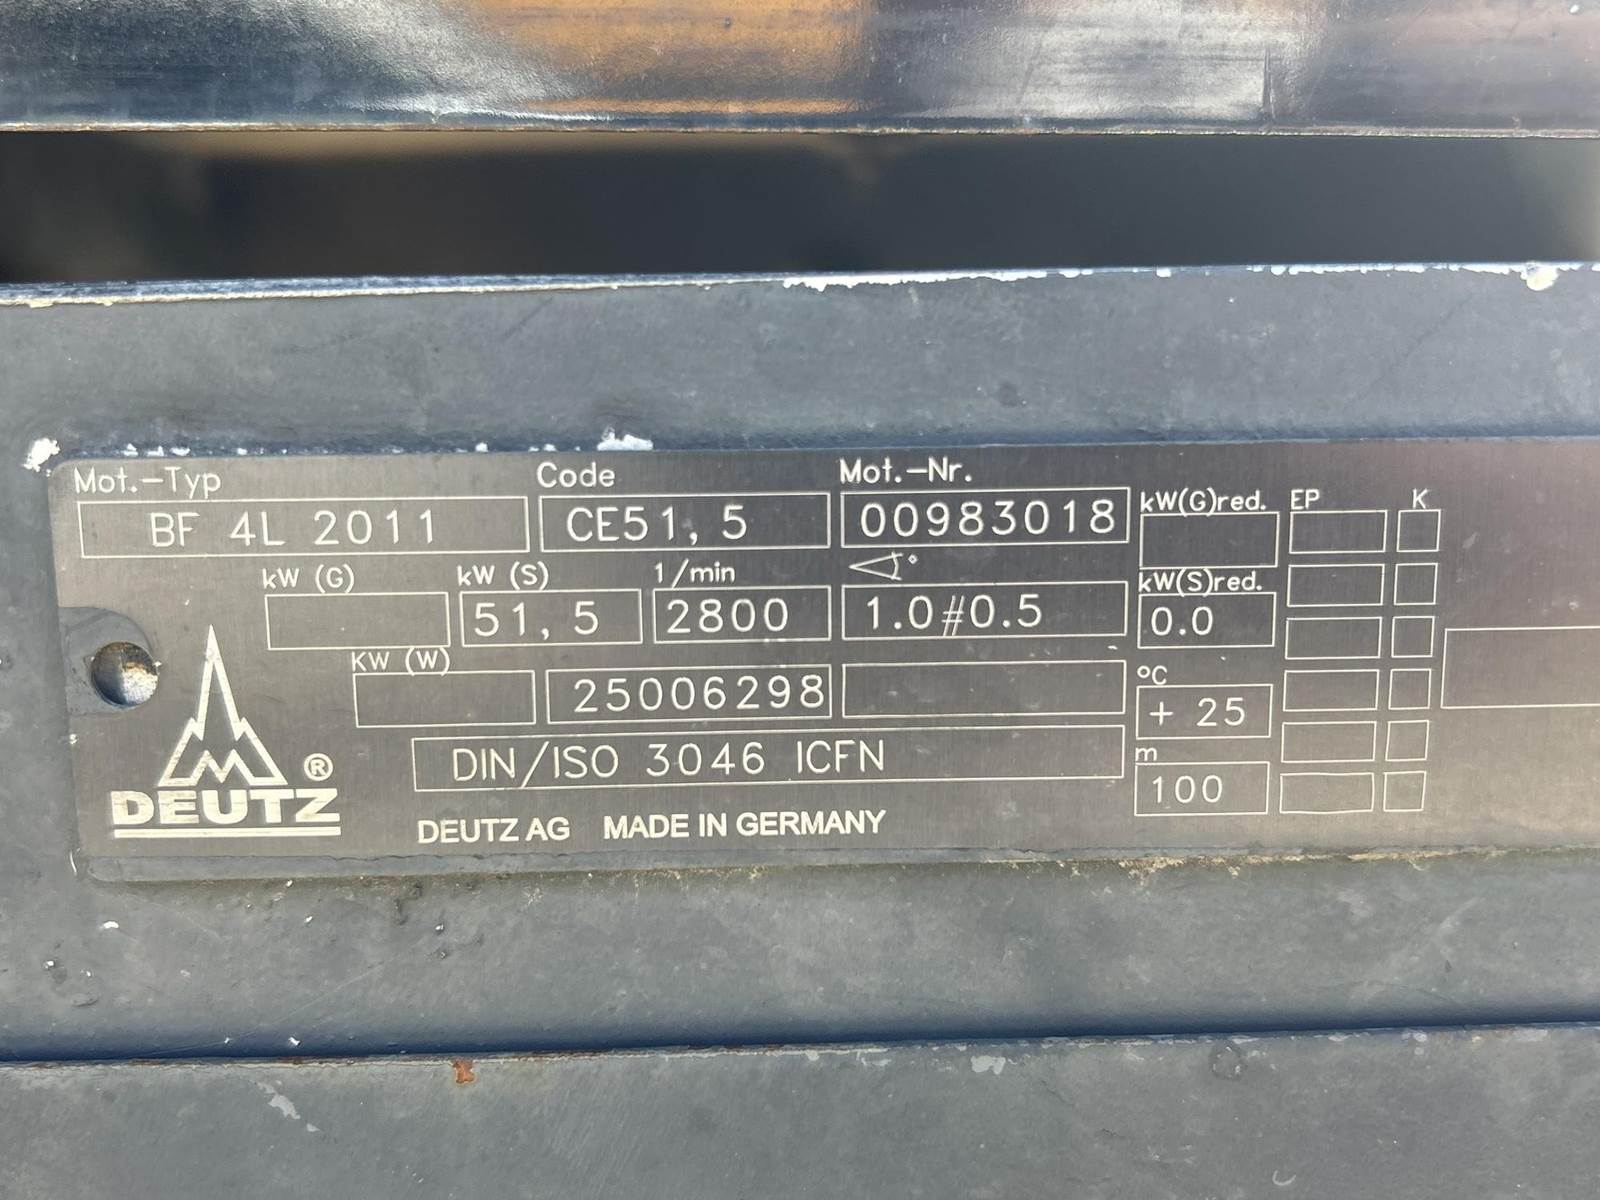 Mot.-Typ Code Mot.-Nr. kW(G)red. EP K
BF 4L 2011 CE51,5 00983018
kW (G) kW (S) 1/min ° kW(S)red.
51,5 2800 1.0#0.5 0.0
KW (W) °C
25006298 + 25
m
DIN/ISO 3046 ICFN 100
® DEUTZ
DEUTZ AG MADE IN GERMANY